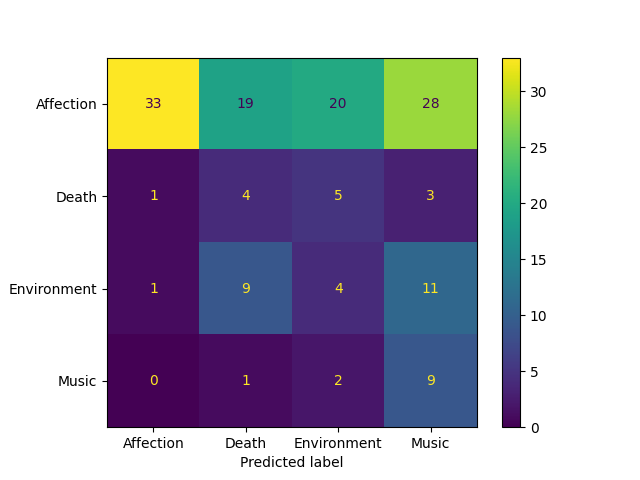 Affection 33 19 20 28
Death 1 4 5 3
Environment 1 9 4 11
Music 0 1 2 9
Affection Death Environment Music
Predicted label
30
25
20
15
10
5
0